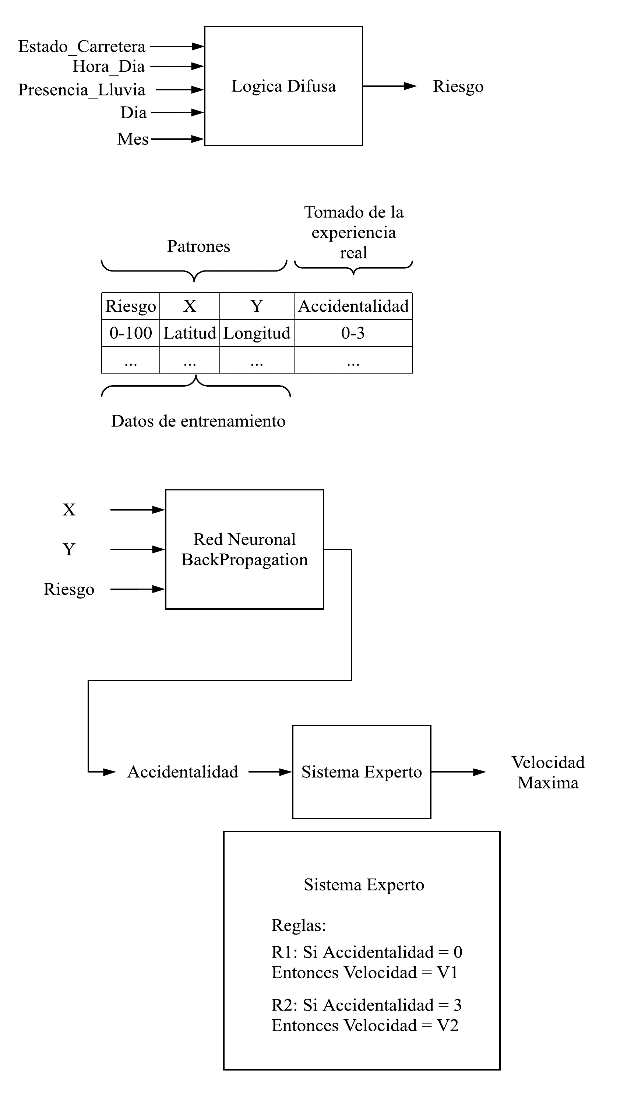 Estado_Carretera
Hora_Dia
Presencia_Lluvia
Dia
Mes
Logica Difusa
Riesgo
Patrones
Tomado de la
experiencia
real
Riesgo X Y Accidentalidad
0-100 Latitud Longitud 0-3
... ... ... ...
Datos de entrenamiento
X
Y
Riesgo
Red Neuronal
BackPropagation
Accidentalidad
Sistema Experto
Velocidad
Maxima
Sistema Experto
Reglas:
R1: Si Accidentalidad = 0
Entonces Velocidad = V1
R2: Si Accidentalidad = 3
Entonces Velocidad = V2